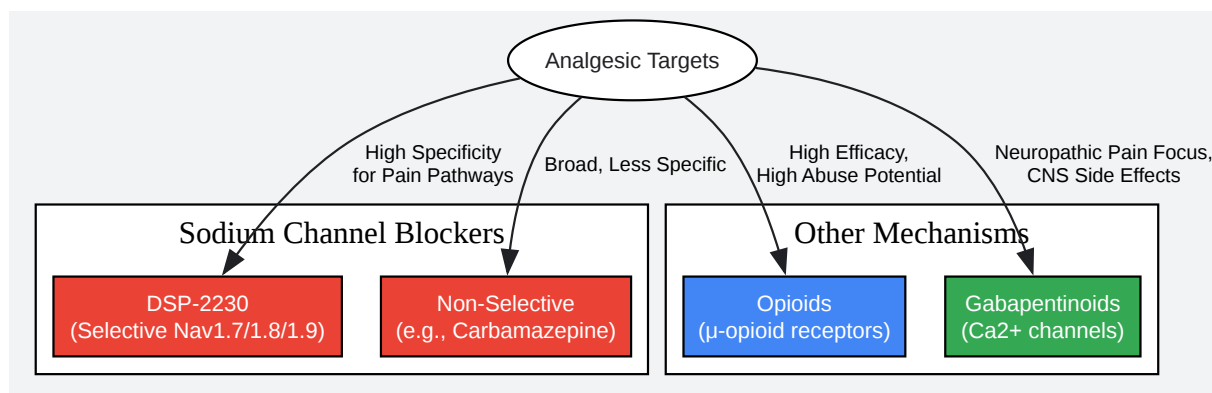 Analgesic Targets
High Specificity
for Pain Pathways
Broad, Less Specific
High Efficacy,
High Abuse Potential
Neuropathic Pain Focus,
CNS Side Effects
Sodium Channel Blockers
Other Mechanisms
DSP-2230
(Selective Nav1.7/1.8/1.9)
Non-Selective
(e.g., Carbamazepine)
Opioids
(μ-opioid receptors)
Gabapentinoids
(Ca2+ channels)